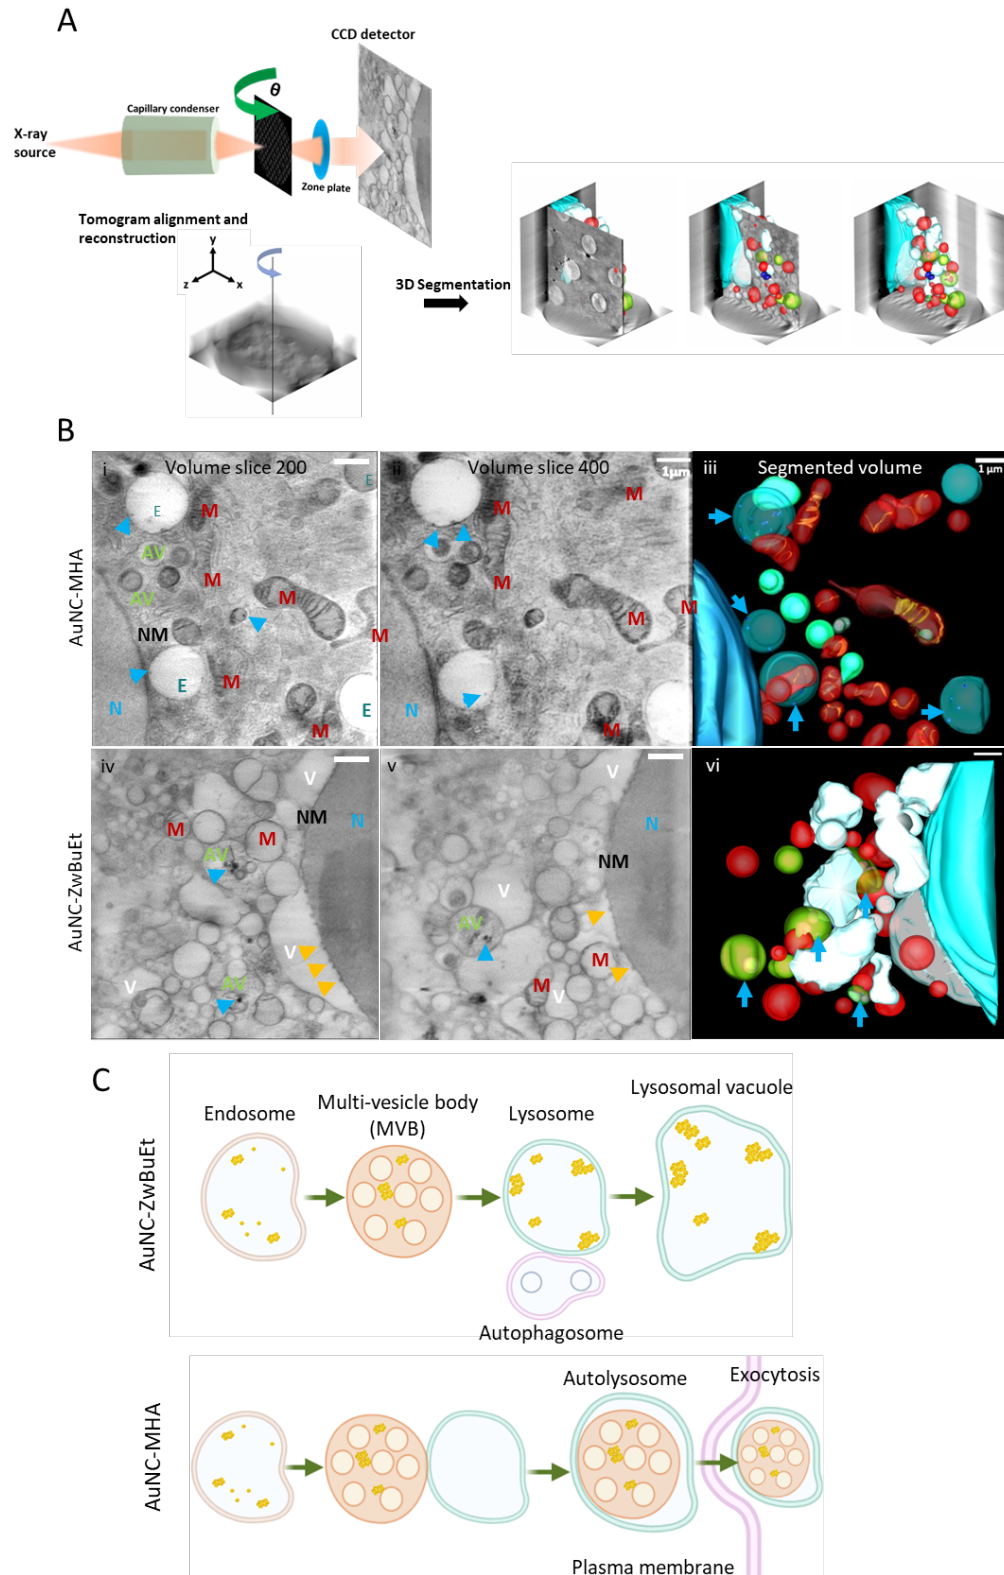 A
CCD detector
θ
Capillary condenser
X-ray
source
Zone plate
Tomogram alignment and
reconstruction
y
z
x
3D Segmentation
B
AuNC-MHA
i
Volume slice 200
E
E
M
AV
M
AV
M
NM
M
E
M
N
E
M
ii
Volume slice 400
1µm
M
M
M
M
M
N
M
iii
Segmented volume
1 µm
AuNC-ZwBuEt
iv
V
NM
N
M
M
AV
V
V
AV
v
V
N
NM
V
AV
M
M
V
vi
C
AuNC-ZwBuEt
Endosome
Multi-vesicle body
(MVB)
Lysosome
Lysosomal vacuole
Autophagosome
AuNC-MHA
Autolysosome
Exocytosis
Plasma membrane